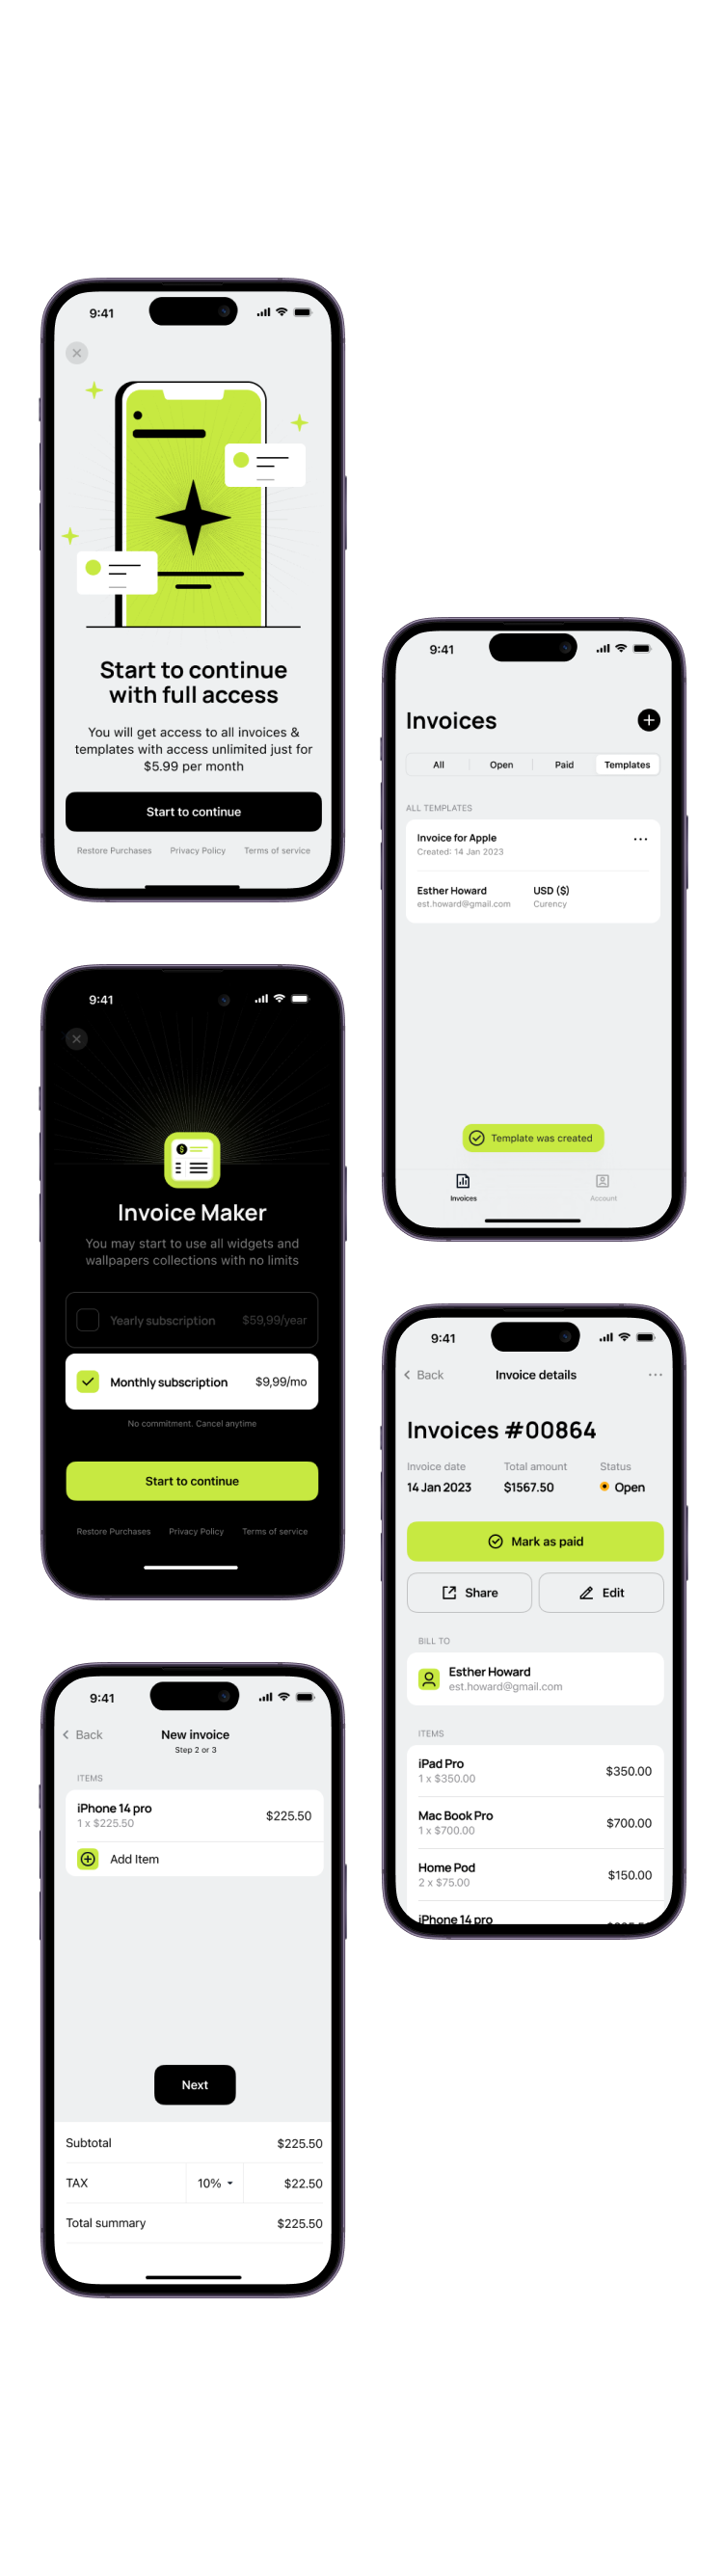 9:41
Start to continue
with full access
You will get access to all invoices &
templates with access unlimited just for
$5.99 per month
Start to continue
Restore Purchases Privacy Policy Terms of service
9:41
Invoice Maker
You may start to use all widgets and
wallpapers collections with no limits
Yearly subscription $59,99/year
Monthly subscription $9,99/mo
No commitment. Cancel anytime
Start to continue
Restore Purchases Privacy Policy Terms of service
9:41
Back New invoice
Step 2 or 3
ITEMS
iPhone 14 pro $225.50
1 x $225.50
Add Item
Next
Subtotal $225.50
TAX 10% $22.50
Total summary $225.50
9:41
Invoices
All Open Paid Templates
ALL TEMPLATES
Invoice for Apple
Created: 14 Jan 2023
Esther Howard USD ($)
est.howard@gmail.com Curency
Template was created
Invoices Account
9:41
Back Invoice details
Invoices #00864
Invoice date Total amount Status
14 Jan 2023 $1567.50 Open
Mark as paid
Share Edit
BILL TO
Esther Howard
est.howard@gmail.com
ITEMS
iPad Pro $350.00
1 x $350.00
Mac Book Pro $700.00
1 x $700.00
Home Pod $150.00
2 x $75.00
iPhone 14 pro